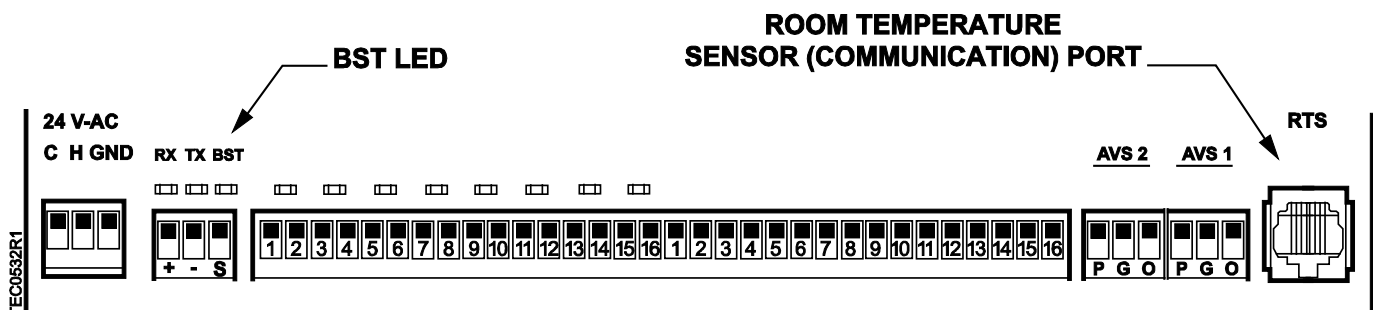 ROOM TEMPERATURE
SENSOR (COMMUNICATION) PORT
BST LED
24 V-AC
C H GND
RX TX BST
AVS 2 AVS 1
RTS
1 2 3 4 5 6 7 8 9 10 11 12 13 14 15 16 1 2 3 4 5 6 7 8 9 10 11 12 13 14 15 16
+ - S
P G O P G O
TEC0532R1